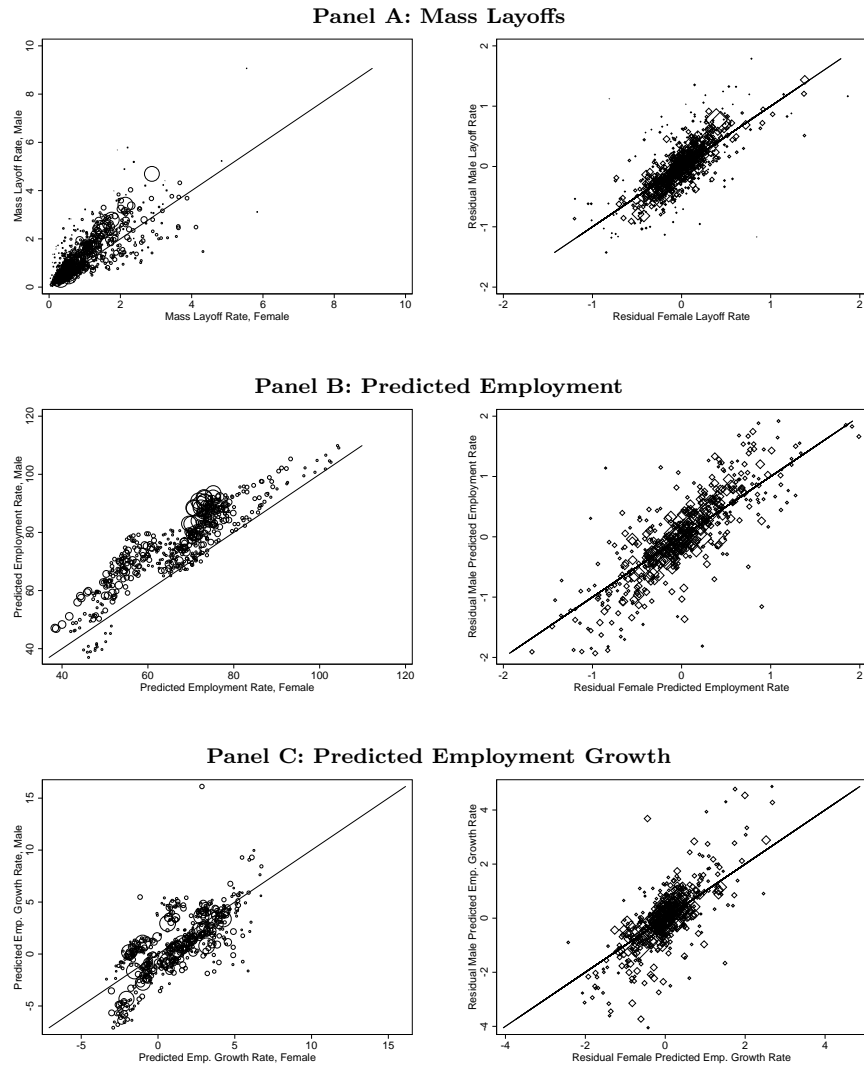 Panel A: Mass Layoffs
Mass Layoff Rate, Male
0 2 4 6 8 10
0 2 4 6 8 10
Mass Layoff Rate, Female
Residual Male Layoff Rate
-2 -1 0 1 2
-2 -1 0 1 2
Residual Female Layoff Rate
Panel B: Predicted Employment
Predicted Employment Rate, Male
40 60 80 100 120
40 60 80 100 120
Predicted Employment Rate, Female
Residual Male Predicted Employment Rate
-2 -1 0 1 2
-2 -1 0 1 2
Residual Female Predicted Employment Rate
Panel C: Predicted Employment Growth
Predicted Emp. Growth Rate, Male
-5 0 5 10 15
-5 0 5 10 15
Predicted Emp. Growth Rate, Female
Residual Male Predicted Emp. Growth Rate
-4 -2 0 2 4
-4 -2 0 2 4
Residual Female Predicted Emp. Growth Rate